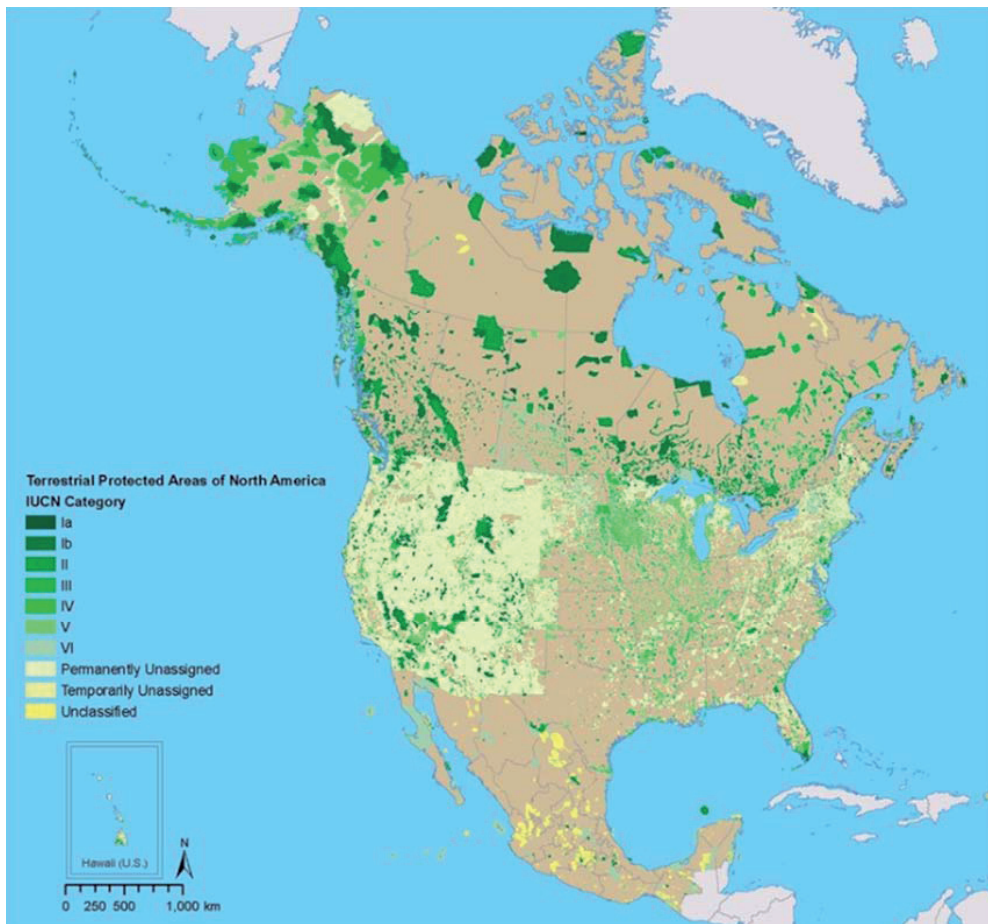 Terrestrial Protected Areas of North America
IUCN Category
Ia
Ib
II
III
IV
V
VI
Permanently Unassigned
Temporarily Unassigned
Unclassified
Hawaii (U.S.)
N
0 250 500 1,000 km